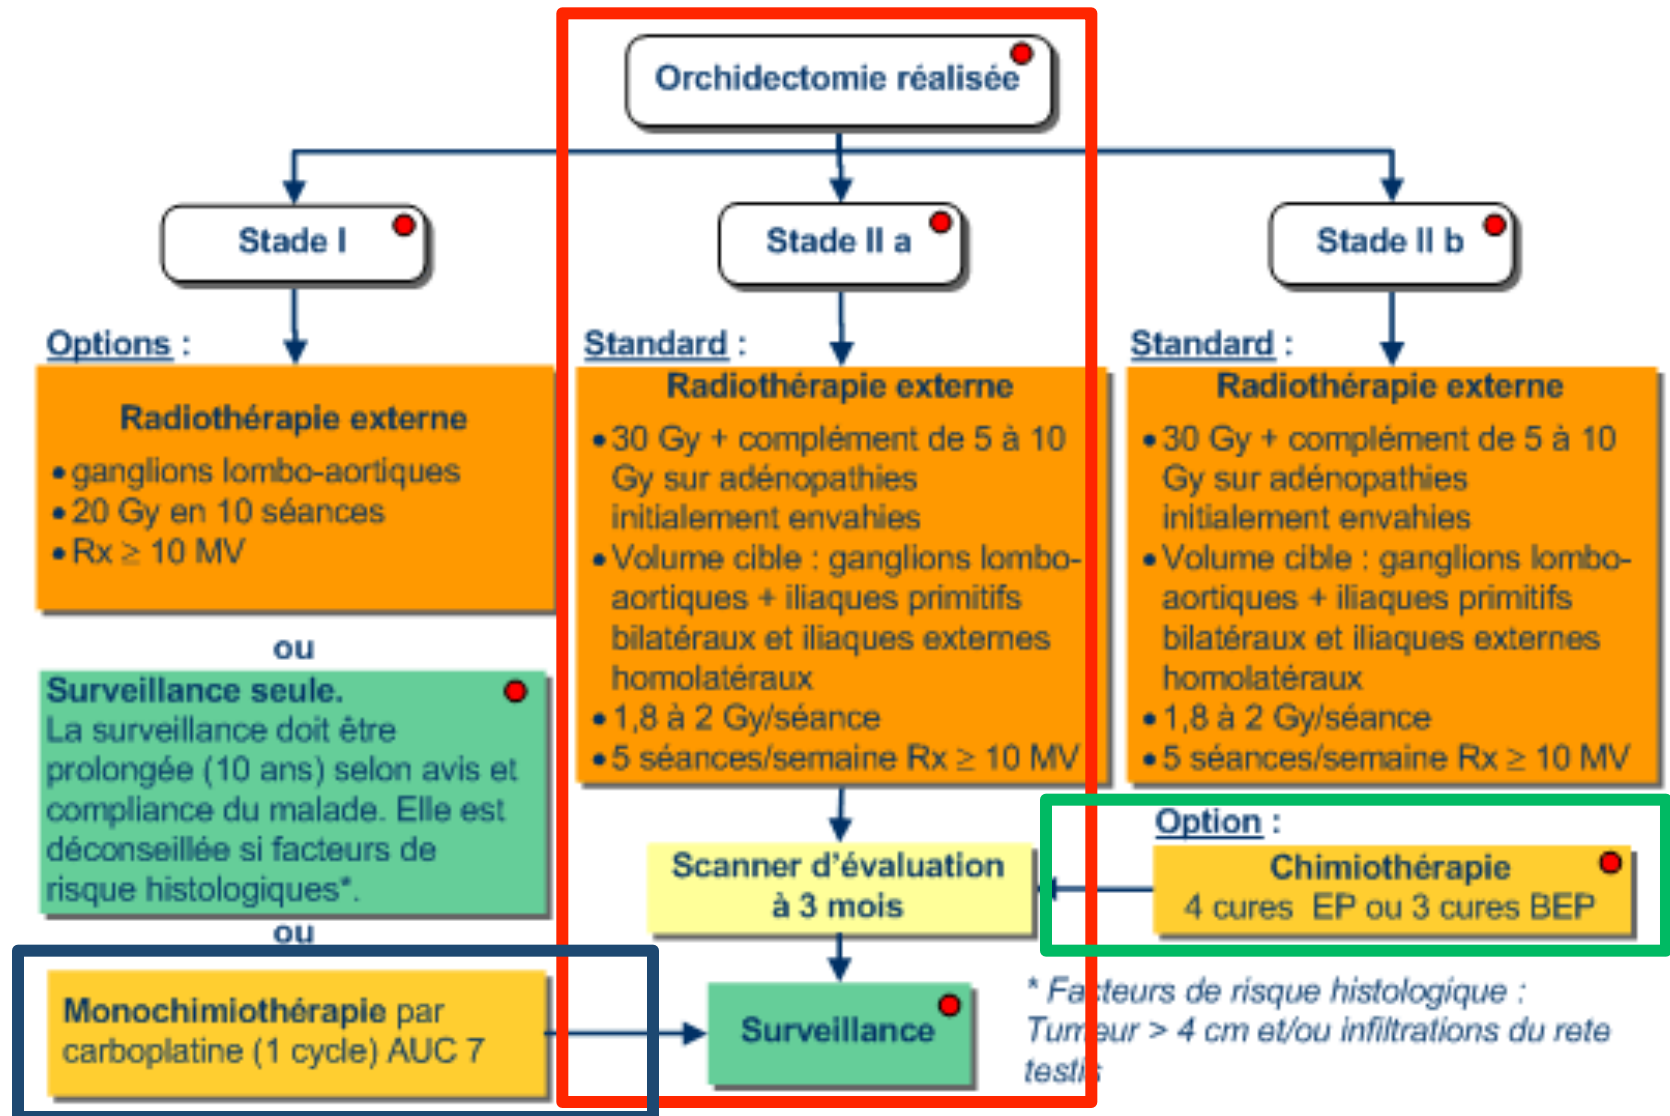 Orchidectomie réalisée
Stade I
Stade II a
Stade II b
Options :
Radiothérapie externe
• ganglions lombo-aortiques
• 20 Gy en 10 séances
• Rx ≥ 10 MV
ou
Surveillance seule.
La surveillance doit être
prolongée (10 ans) selon avis et
compliance du malade. Elle est
déconseillée si facteurs de
risque histologiques*.
ou
Monochimiothérapie par
carboplatine (1 cycle) AUC 7
Standard :
Radiothérapie externe
• 30 Gy + complément de 5 à 10
Gy sur adénopathies
initialement envahies
• Volume cible : ganglions lombo-
aortiques + iliaques primitifs
bilatéraux et iliaques externes
homolatéraux
• 1,8 à 2 Gy/séance
• 5 séances/semaine Rx ≥ 10 MV
Scanner d'évaluation
à 3 mois
Surveillance
Standard :
Radiothérapie externe
• 30 Gy + complément de 5 à 10
Gy sur adénopathies
initialement envahies
• Volume cible : ganglions lombo-
aortiques + iliaques primitifs
bilatéraux et iliaques externes
homolatéraux
• 1,8 à 2 Gy/séance
• 5 séances/semaine Rx ≥ 10 MV
Option :
Chimiothérapie
4 cures EP ou 3 cures BEP
* Facteurs de risque histologique :
Tumeur > 4 cm et/ou infiltrations du rete
testis